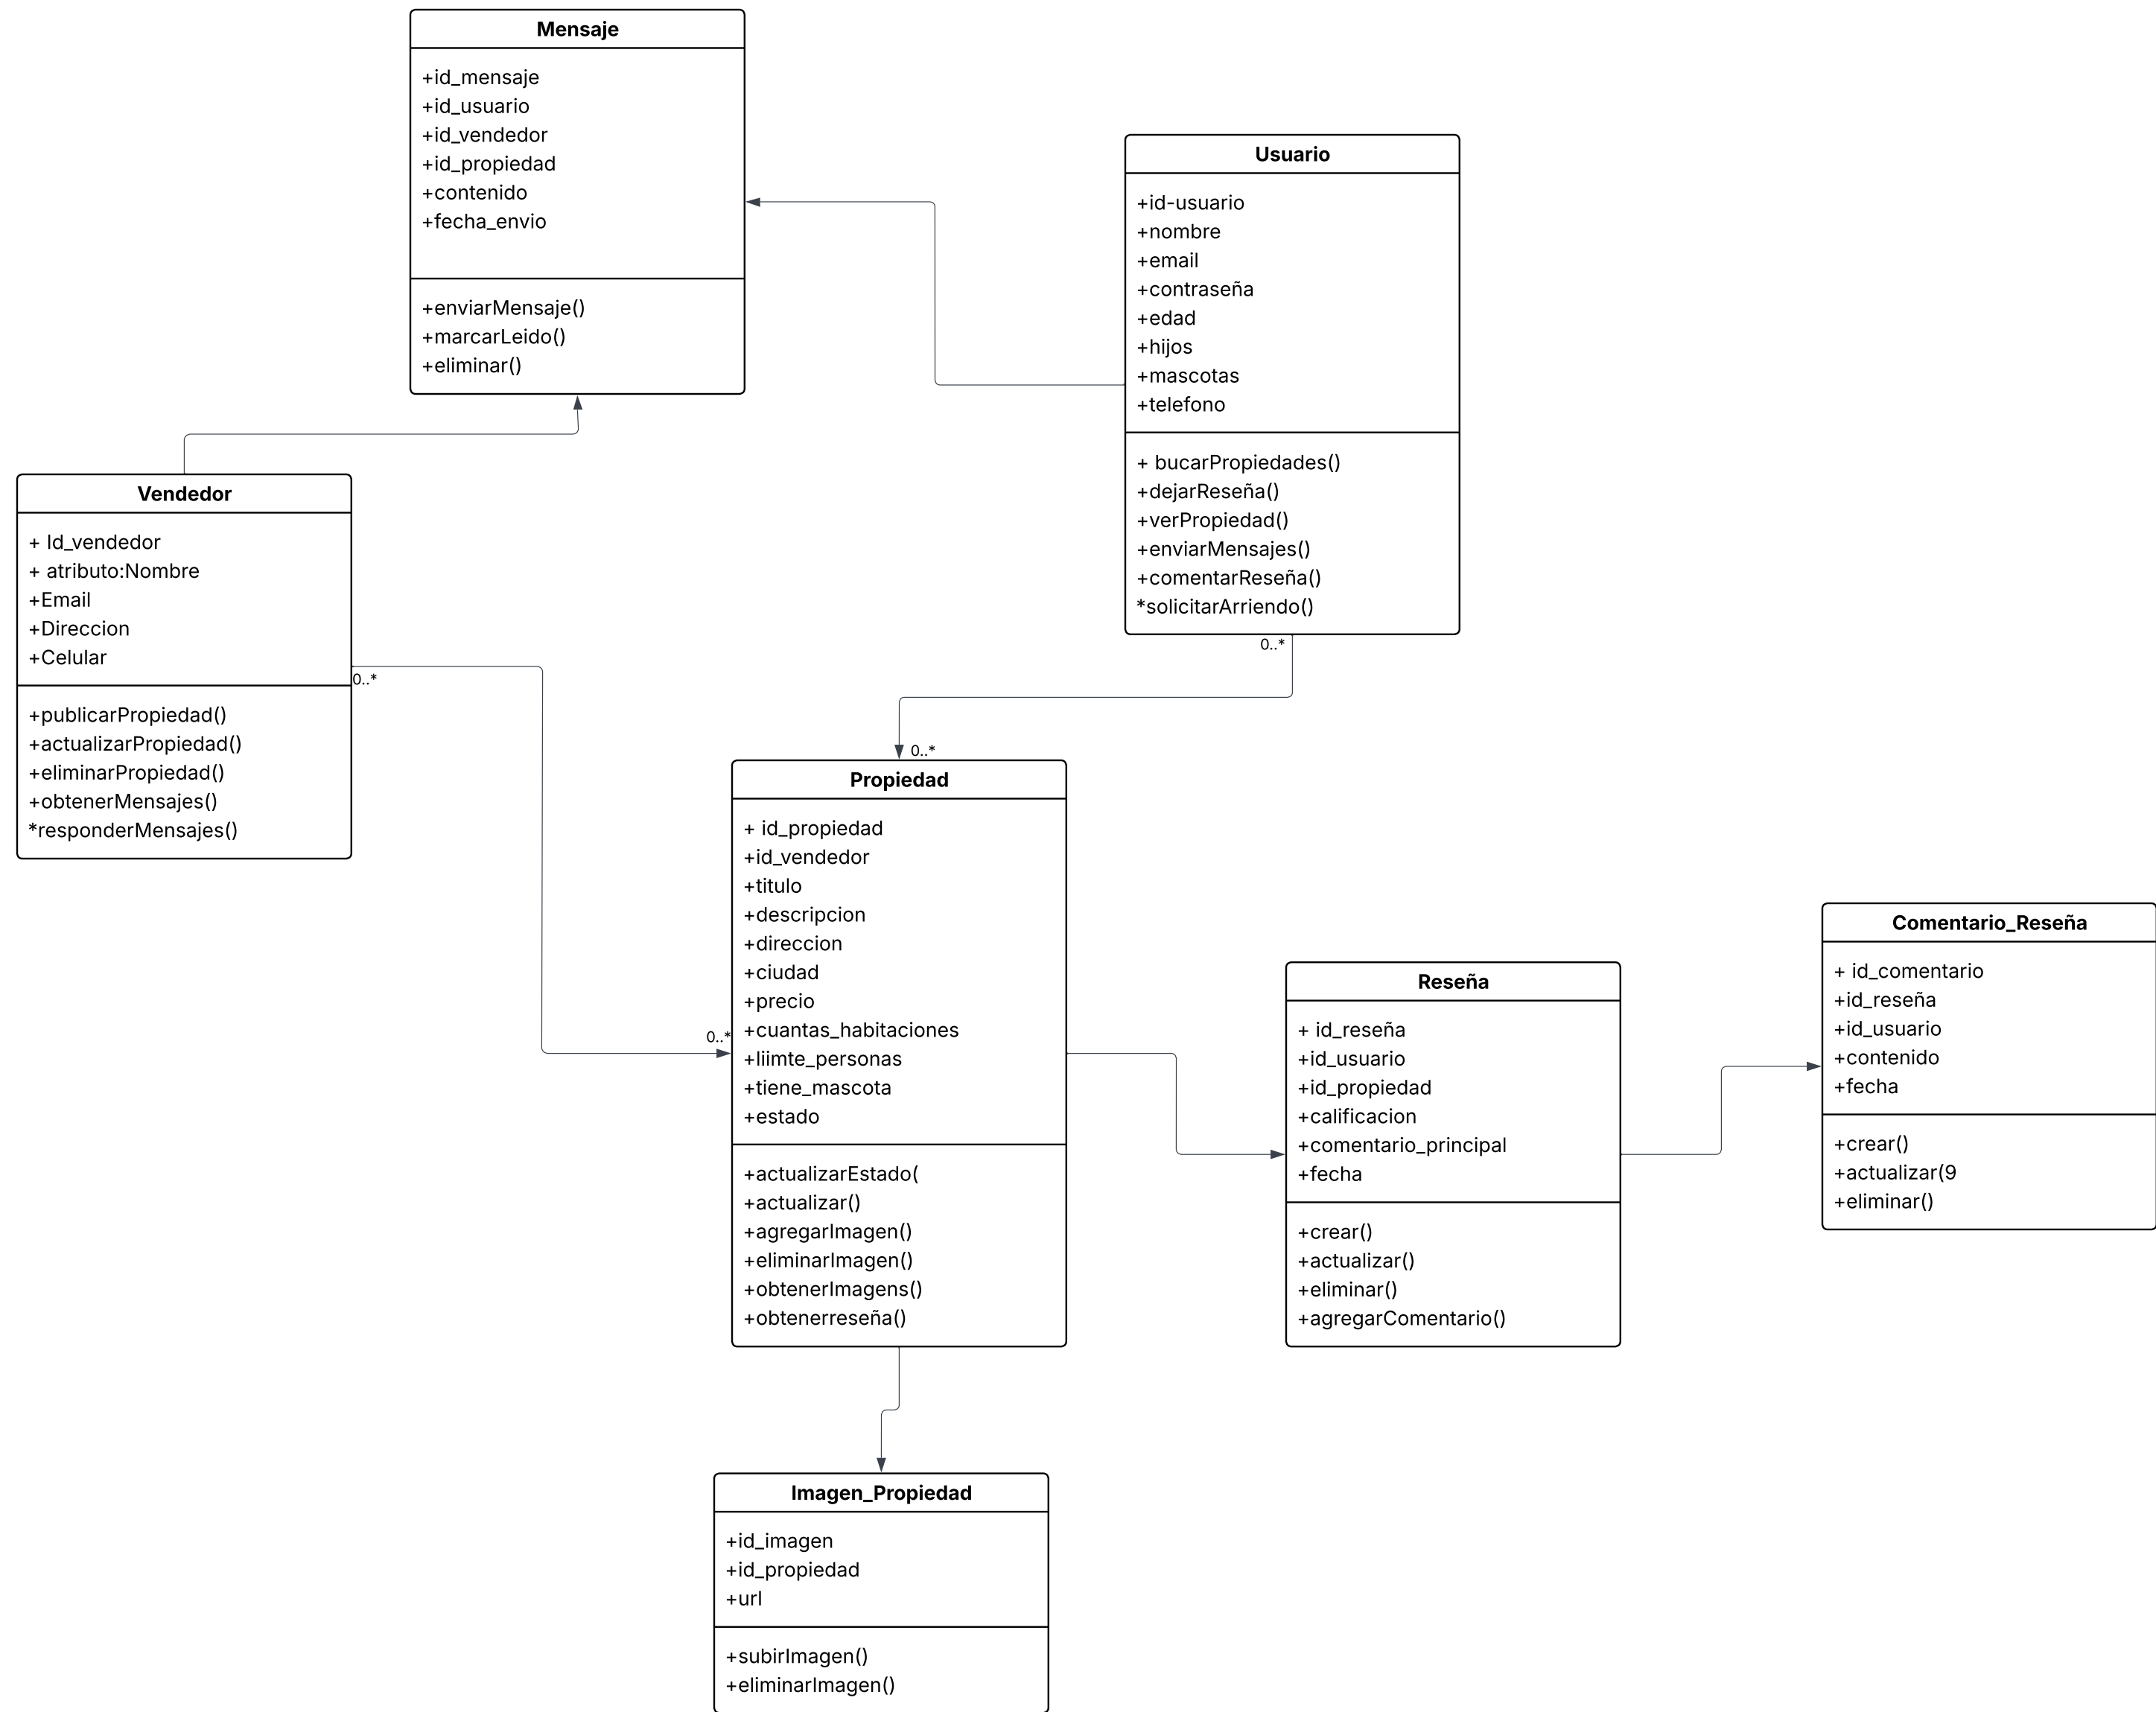 Mensaje
+id_mensaje
+id_usuario
+id_vendedor
+id_propiedad
+contenido
+fecha_envio
+enviarMensaje()
+marcarLeido()
+eliminar()
Usuario
+id-usuario
+nombre
+email
+contraseña
+edad
+hijos
+mascotas
+telefono
+ bucarPropiedades()
+dejarReseña()
+verPropiedad()
+enviarMensajes()
+comentarReseña()
*solicitarArriendo()
0..*
Vendedor
+ Id_vendedor
+ atributo:Nombre
+Email
+Direccion
+Celular
0..*
+publicarPropiedad()
+actualizarPropiedad()
+eliminarPropiedad()
+obtenerMensajes()
*responderMensajes()
0..*
Propiedad
+ id_propiedad
+id_vendedor
+titulo
+descripcion
+direccion
+ciudad
+precio
+cuantas_habitaciones
0..*
+liimte_personas
+tiene_mascota
+estado
+actualizarEstado(
+actualizar()
+agregarImagen()
+eliminarImagen()
+obtenerImagens()
+obtenerreseña()
Reseña
+ id_reseña
+id_usuario
+id_propiedad
+calificacion
+comentario_principal
+fecha
+crear()
+actualizar()
+eliminar()
+agregarComentario()
Comentario_Reseña
+ id_comentario
+id_reseña
+id_usuario
+contenido
+fecha
+crear()
+actualizar(9
+eliminar()
Imagen_Propiedad
+id_imagen
+id_propiedad
+url
+subirImagen()
+eliminarImagen()